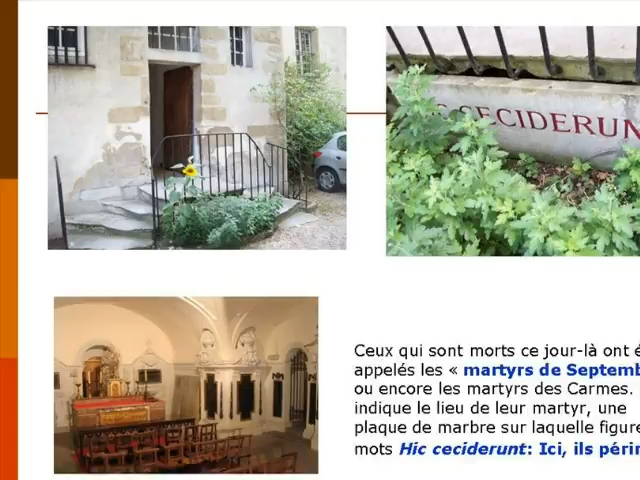 CECIDERUN
Ceux qui sont morts ce jour-là ont
appelés les « martyrs de Septemb
ou encore les martyrs des Carmes.
indique le lieu de leur martyr, une
plaque de marbre sur laquelle figure
mots Hic ceciderunt: Ici, ils périr